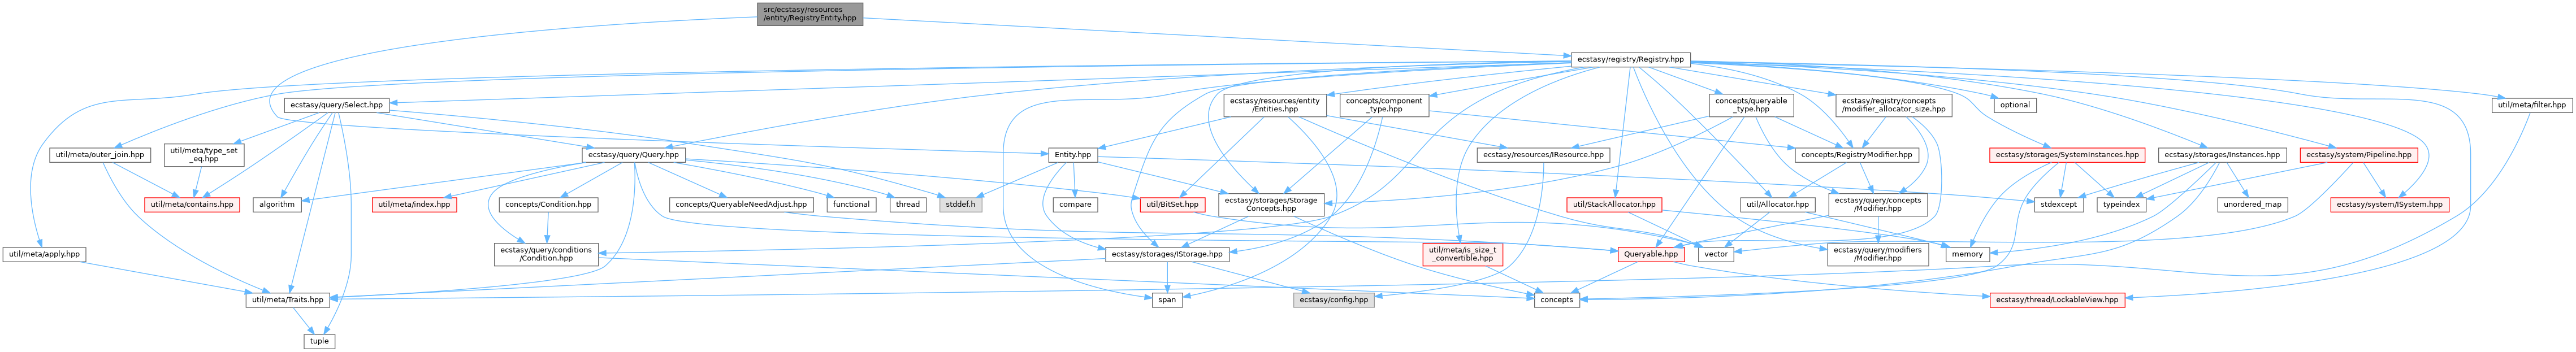 src/ecstasy/resources
/entity/RegistryEntity.hpp
ecstasy/registry/Registry.hpp
ecstasy/query/Select.hpp
ecstasy/resources/entity
/Entities.hpp
concepts/component
_type.hpp
concepts/queryable
_type.hpp
ecstasy/registry/concepts
/modifier_allocator_size.hpp
optional
util/meta/filter.hpp
util/meta/outer_join.hpp
util/meta/type_set
_eq.hpp
ecstasy/query/Query.hpp
Entity.hpp
ecstasy/resources/IResource.hpp
concepts/RegistryModifier.hpp
ecstasy/storages/SystemInstances.hpp
ecstasy/storages/Instances.hpp
ecstasy/system/Pipeline.hpp
util/meta/contains.hpp
algorithm
util/meta/index.hpp
concepts/Condition.hpp
concepts/QueryableNeedAdjust.hpp
functional
thread
stddef.h
compare
util/BitSet.hpp
ecstasy/storages/Storage
Concepts.hpp
util/StackAllocator.hpp
util/Allocator.hpp
ecstasy/query/concepts
/Modifier.hpp
stdexcept
typeindex
unordered_map
ecstasy/system/ISystem.hpp
util/meta/apply.hpp
ecstasy/query/conditions
/Condition.hpp
ecstasy/storages/IStorage.hpp
util/meta/is_size_t
_convertible.hpp
Queryable.hpp
vector
ecstasy/query/modifiers
/Modifier.hpp
memory
util/meta/Traits.hpp
span
ecstasy/config.hpp
concepts
ecstasy/thread/LockableView.hpp
tuple